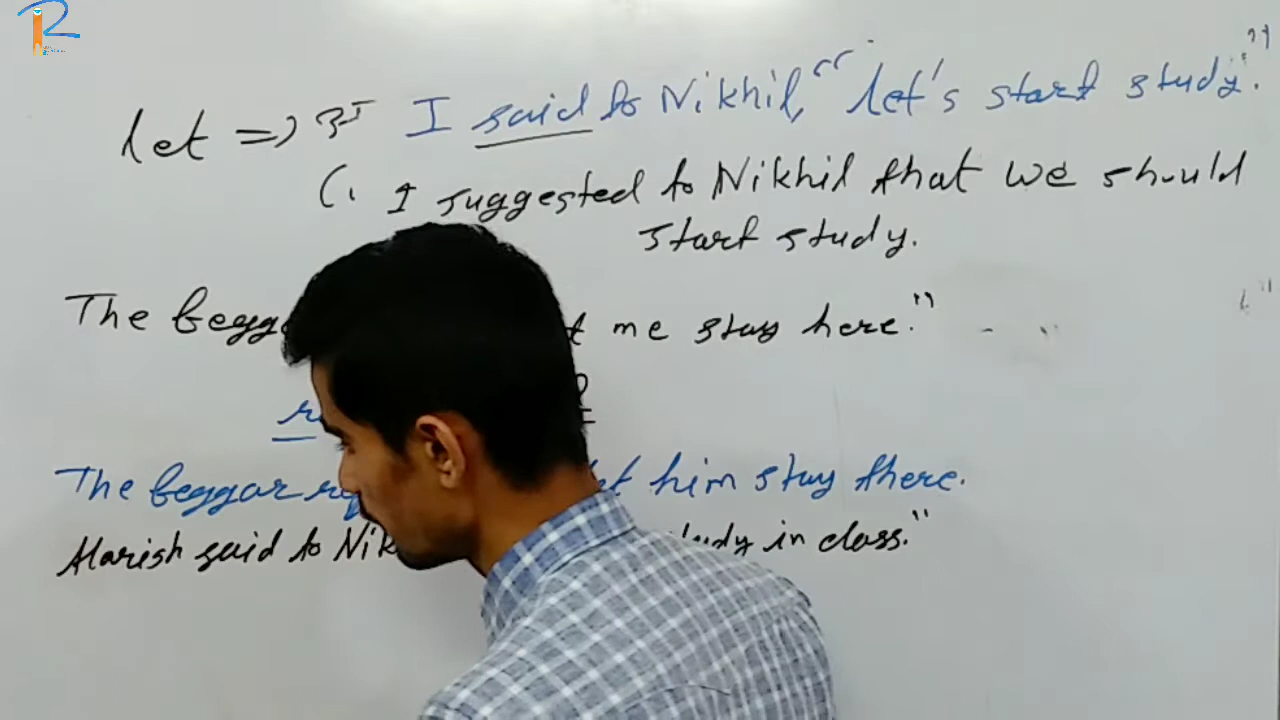 I said to Nikhil, “let's start study.”
let =>
I suggested to Nikhil that we should
start study.
The begg me stay here.”
The beggar him stay there.
Harish said to Nik study in class.”